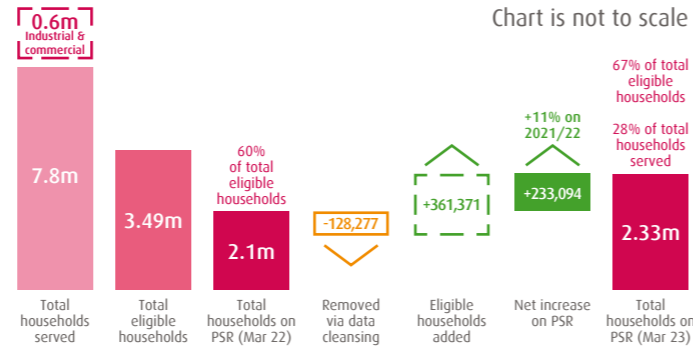 Chart is not to scale
0.6m
Industrial &
commercial
7.8m
Total
households
served
3.49m
Total
eligible
households
60%
of total
eligible
households
2.1m
Total
households on
PSR (Mar 22)
-128,277
Removed
via data
cleansing
+361,371
Eligible
households
added
+11% on
2021/22
+233,094
Net increase
on PSR
67% of total
eligible
households
28% of total
households
served
2.33m
Total
households on
PSR (Mar 23)